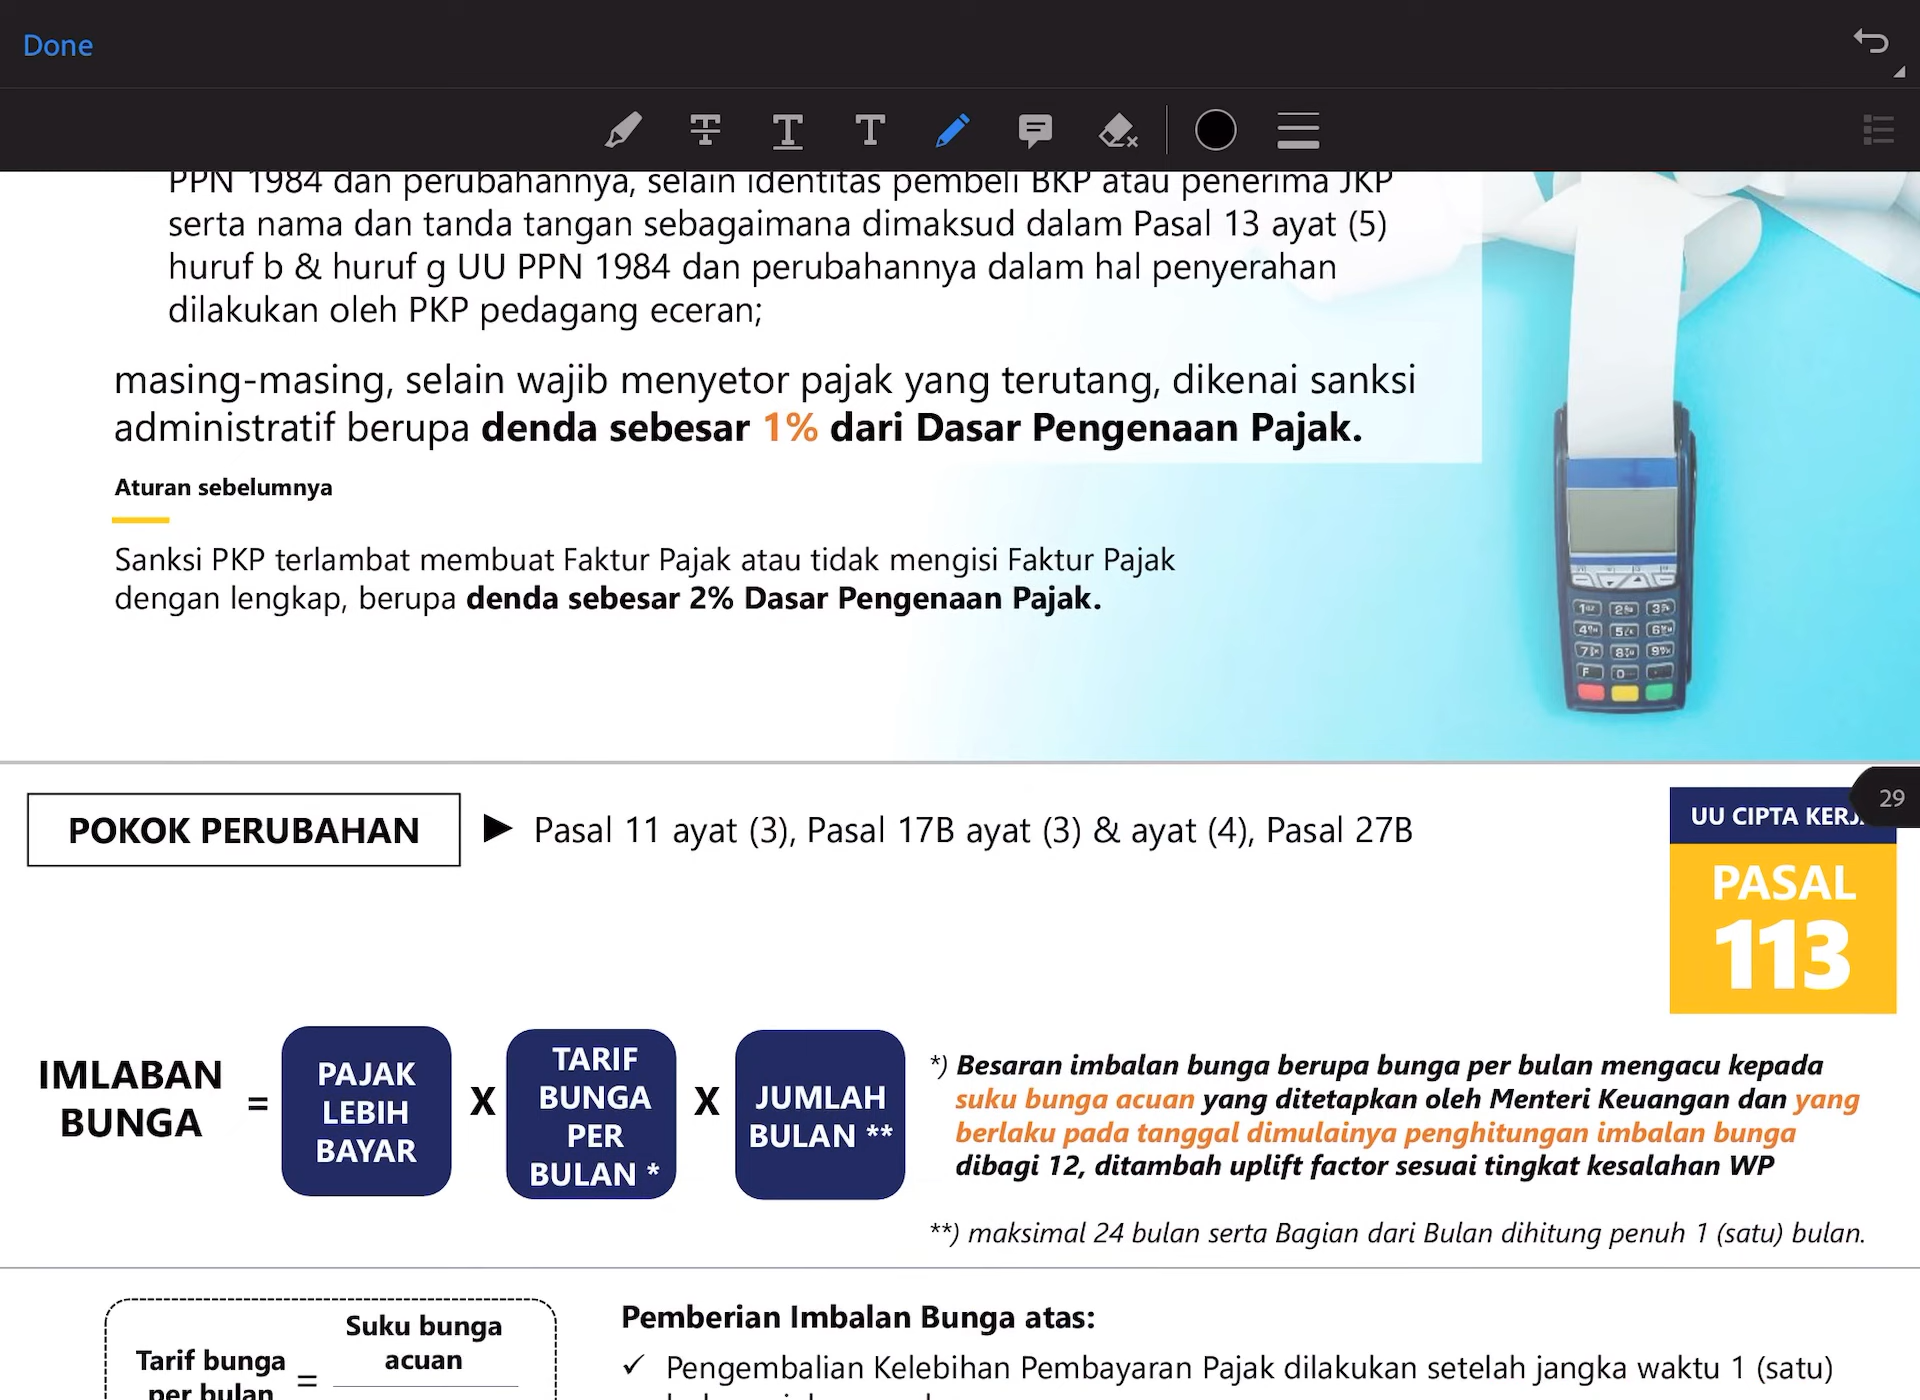 Done
PPN 1984 dan perubahannya, selain identitas pembeli BKP atau penerima JKP
serta nama dan tanda tangan sebagaimana dimaksud dalam Pasal 13 ayat (5)
huruf b & huruf g UU PPN 1984 dan perubahannya dalam hal penyerahan
dilakukan oleh PKP pedagang eceran;
masing-masing, selain wajib menyetor pajak yang terutang, dikenai sanksi
administratif berupa denda sebesar 1% dari Dasar Pengenaan Pajak.
Aturan sebelumnya
Sanksi PKP terlambat membuat Faktur Pajak atau tidak mengisi Faktur Pajak
dengan lengkap, berupa denda sebesar 2% Dasar Pengenaan Pajak.
29
POKOK PERUBAHAN
Pasal 11 ayat (3), Pasal 17B ayat (3) & ayat (4), Pasal 27B
UU CIPTA
PASAL
113
IMLABAN
BUNGA
=
PAJAK
LEBIH
BAYAR
X
TARIF
BUNGA
PER
BULAN *
X
JUMLAH
BULAN **
*) Besaran imbalan bunga berupa bunga per bulan mengacu kepada
suku bunga acuan yang ditetapkan oleh Menteri Keuangan dan yang
berlaku pada tanggal dimulainya penghitungan imbalan bunga
dibagi 12, ditambah uplift factor sesuai tingkat kesalahan WP
**) maksimal 24 bulan serta Bagian dari Bulan dihitung penuh 1 (satu) bulan.
Tarif bunga
per bulan
=
Suku bunga
acuan
Pemberian Imbalan Bunga atas:
✓ Pengembalian Kelebihan Pembayaran Pajak dilakukan setelah jangka waktu 1 (satu)